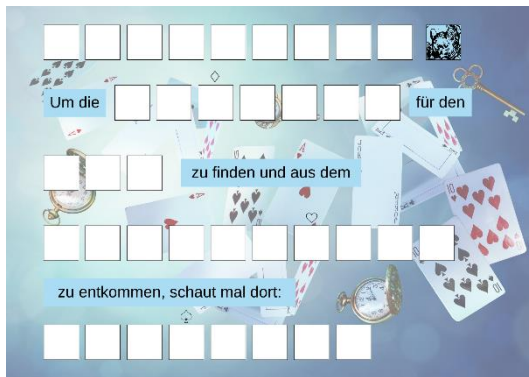 Um die für den
zu finden und aus dem
zu entkommen, schaut mal dort: